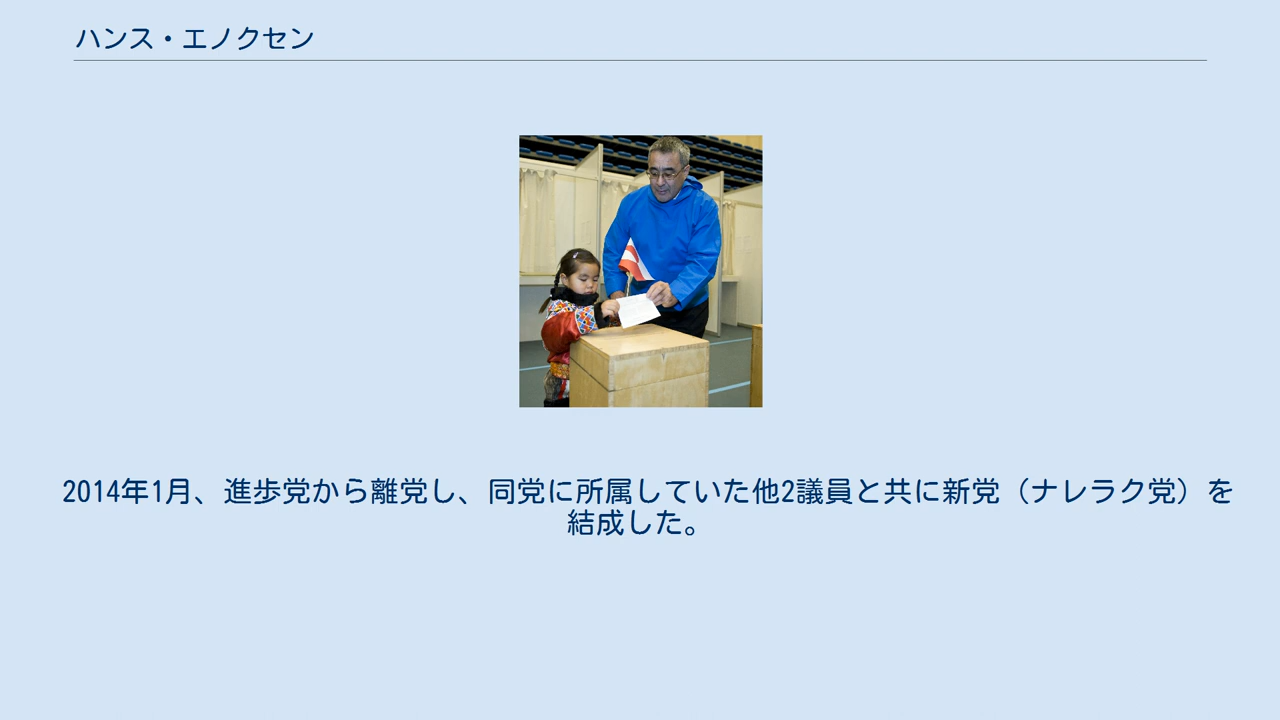 ハンス・エノクセン
2014年1月、進歩党から離党し、同党に所属していた他2議員と共に新党（ナレラク党）を
結成した。